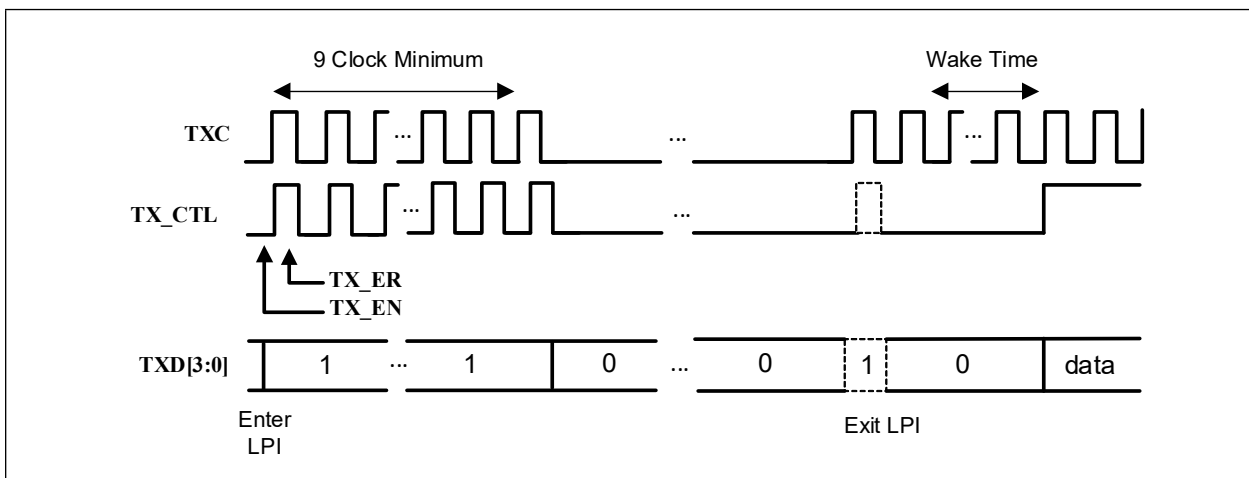 9 Clock Minimum Wake Time
TXC ... ... ...
TX_CTL ... ...
TX_ER
TX_EN
TXD[3:0] 1 ... 1 0 ... 0 1 0 data
Enter
LPI
Exit LPI